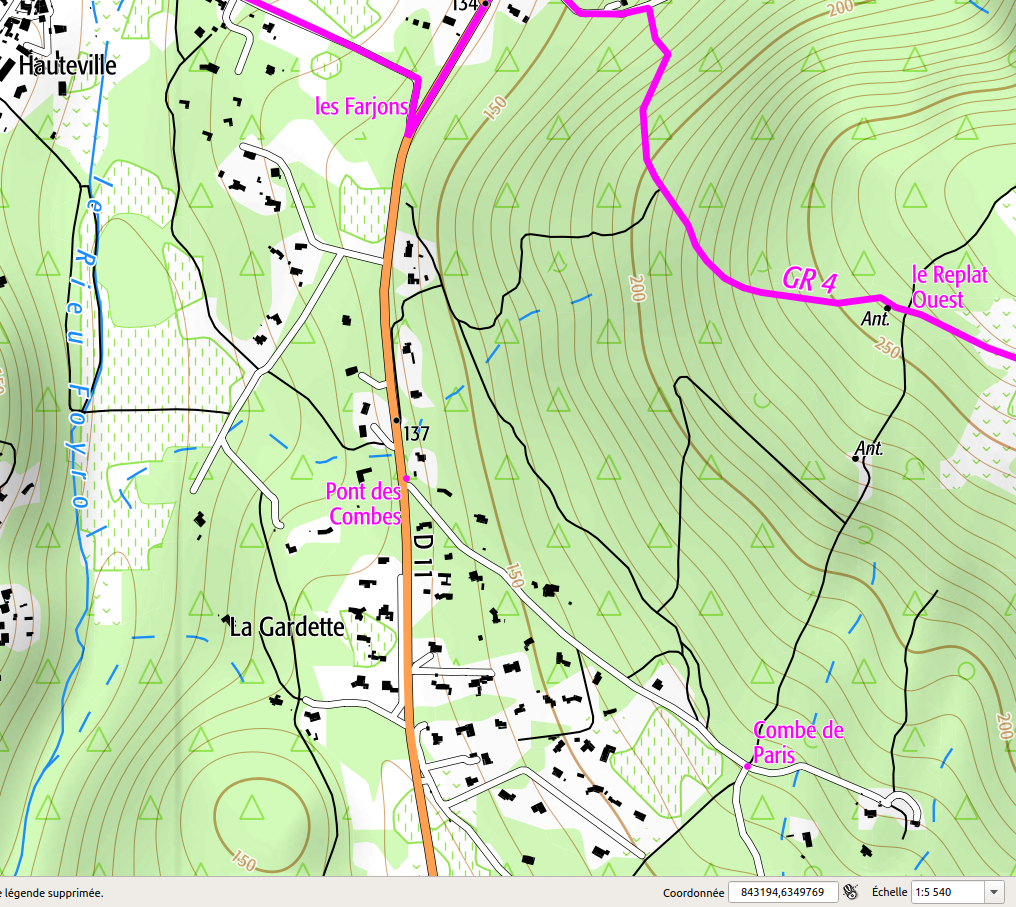 134
200
Hauteville
les Farjons
150
le Rieu Foyro
200
GR 4
le Replat
Ouest
Ant.
250
137
Ant.
Pont des
Combes
D 11
150
La Gardette
200
Combe de
Paris
150
e légende supprimée.
Coordonnée
843194,6349769
Échelle
1:5 540